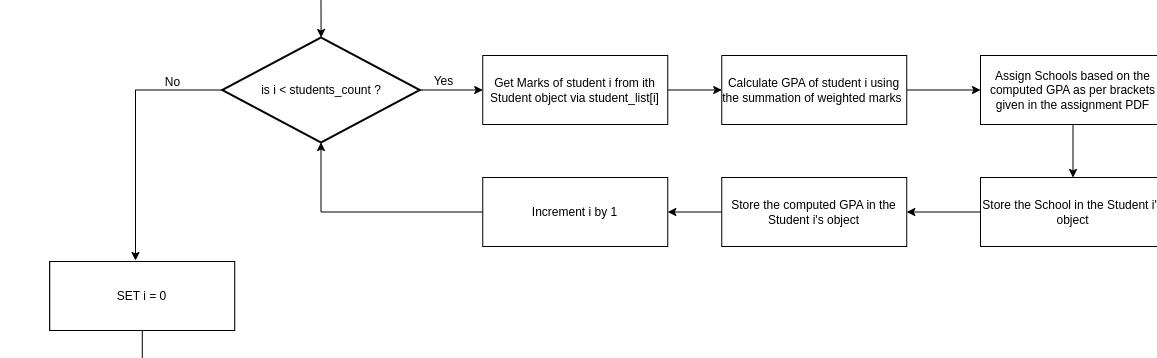 No
is i < students_count ?
Yes
Get Marks of student i from ith
Student object via student_list[i]
Calculate GPA of student i using
the summation of weighted marks
Assign Schools based on the
computed GPA as per brackets
given in the assignment PDF
Increment i by 1
Store the computed GPA in the
Student i's object
Store the School in the Student i'
object
SET i = 0